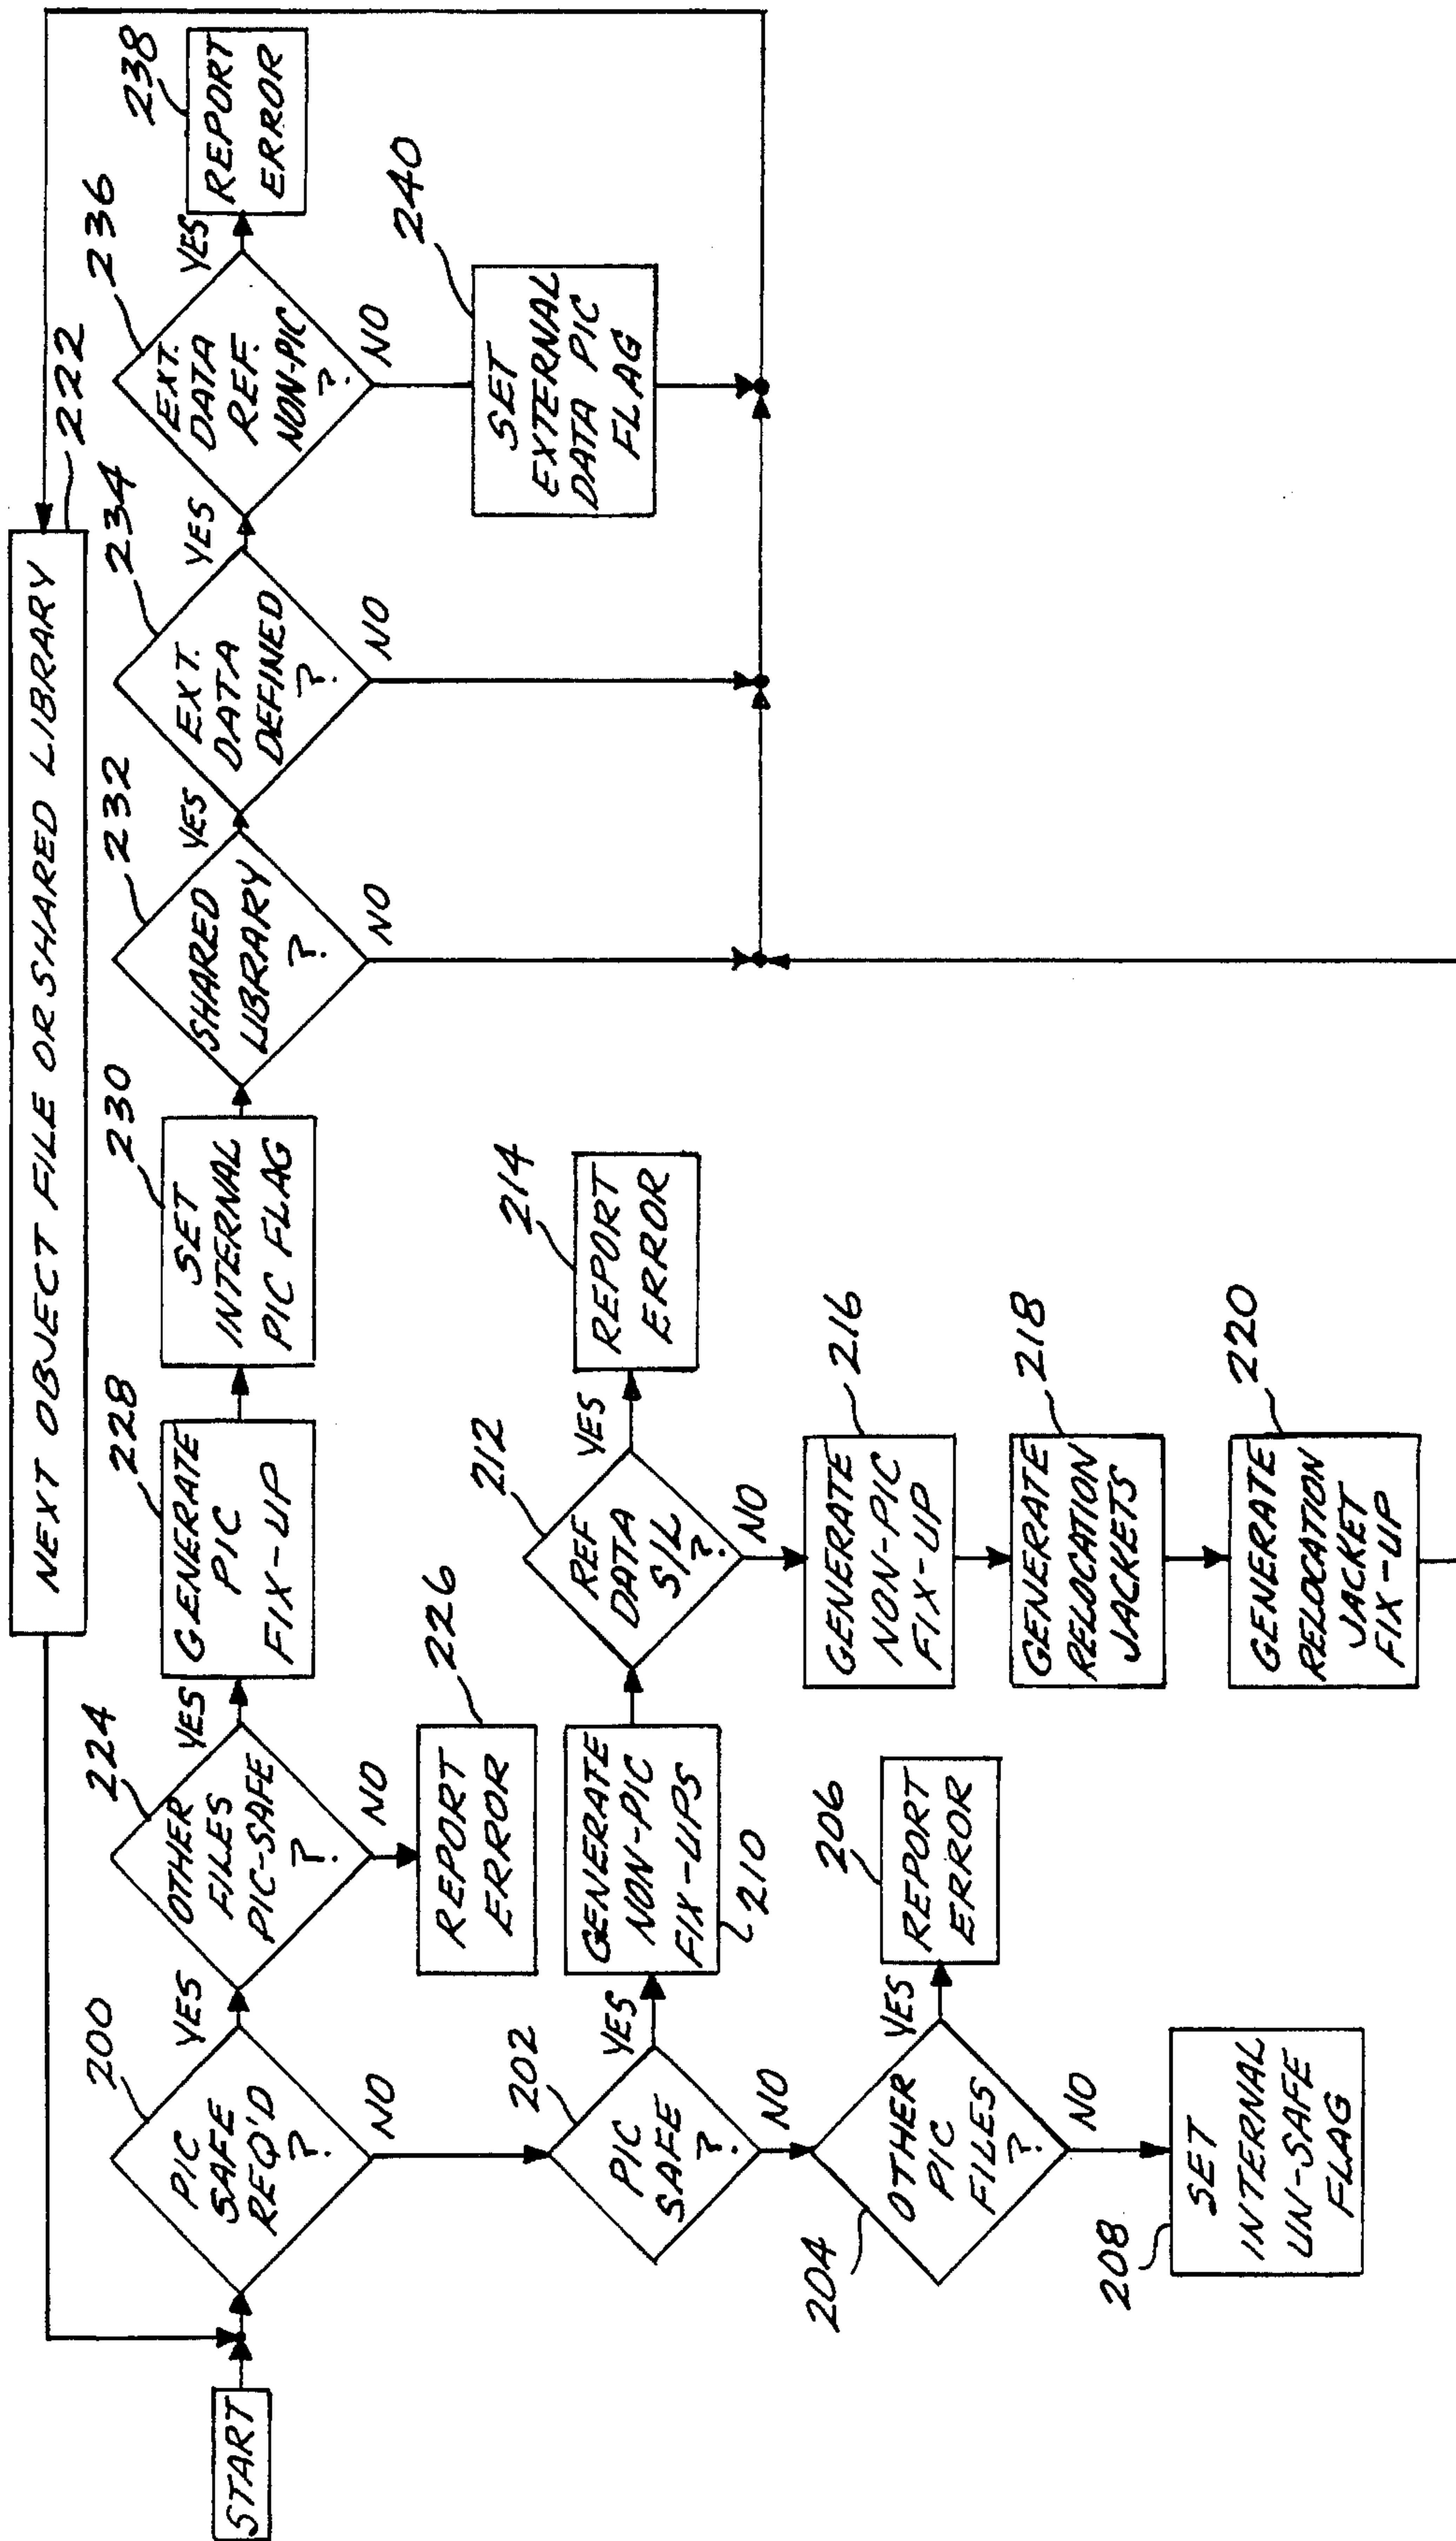 NEXT OBJECT FILE OR SHARED LIBRARY
222
START
PIC
SAFE
REQ'D
?
200
YES
NO
OTHER
FILES
PIC-SAFE
?
224
YES
NO
REPORT
ERROR
226
GENERATE
PIC
FIX-UP
228
SET
INTERNAL
PIC FLAG
230
SHARED
LIBRARY
?
232
YES
NO
EXT.
DATA
DEFINED
?
234
YES
NO
EXT.
DATA
REF.
NON-PIC
?
236
YES
NO
REPORT
ERROR
238
SET
EXTERNAL
DATA PIC
FLAG
240
PIC
SAFE
?
202
YES
NO
GENERATE
NON-PIC
FIX-UPS
210
REF
DATA
S/L
?
212
YES
NO
REPORT
ERROR
214
GENERATE
NON-PIC
FIX-UP
216
GENERATE
RELOCATION
JACKETS
218
GENERATE
RELOCATION
JACKET
FIX-UP
220
OTHER
PIC
FILES
?
204
YES
NO
REPORT
ERROR
206
SET
INTERNAL
UN-SAFE
FLAG
208